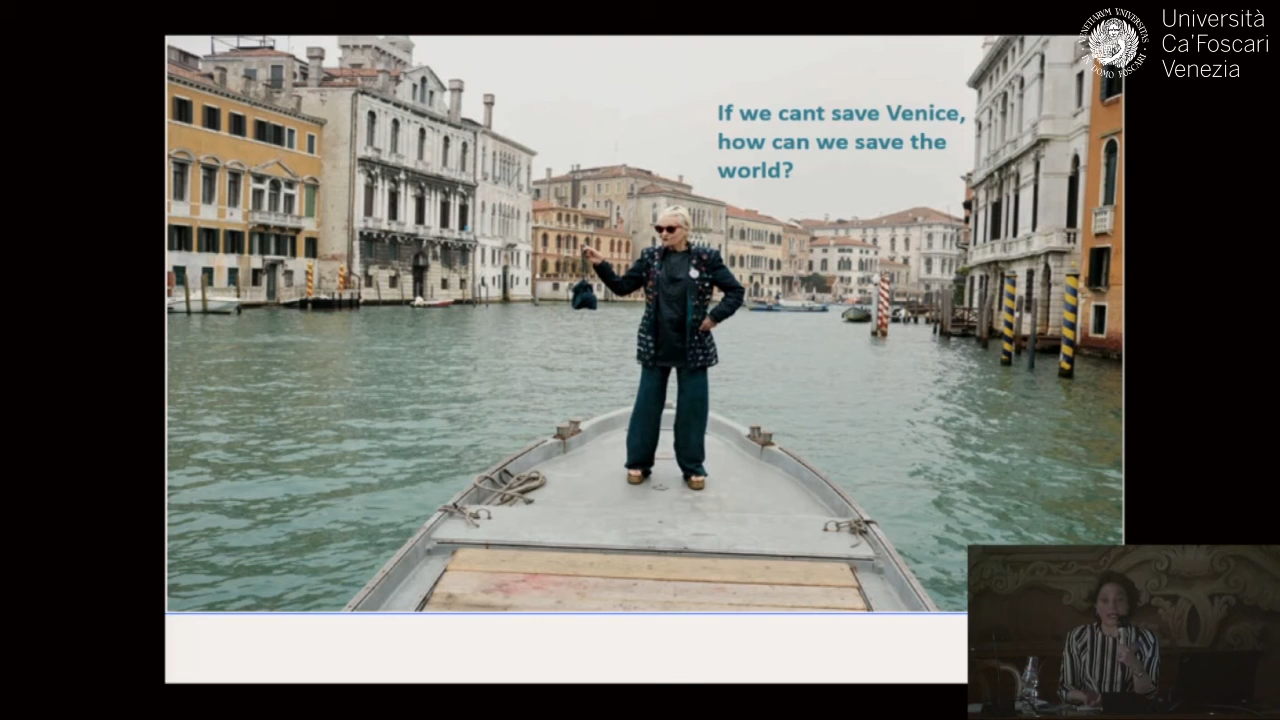 If we cant save Venice,
how can we save the
world?
Università
Ca'Foscari
Venezia